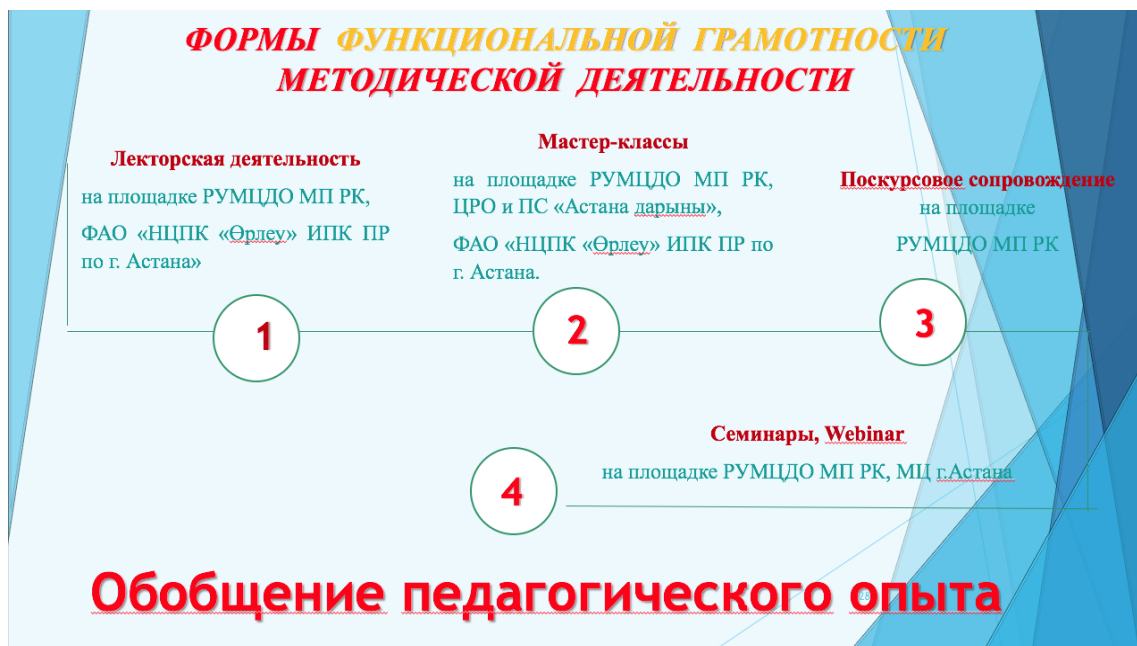 ФОРМЫ ФУНКЦИОНАЛЬНОЙ ГРАМОТНОСТИ
МЕТОДИЧЕСКОЙ ДЕЯТЕЛЬНОСТИ
Лекторская деятельность
на площадке РУМЦДО МП РК,
ФАО «НЦПК «Өрлеу» ИПК ПР
по г. Астана»
1
Мастер-классы
на площадке РУМЦДО МП РК,
ЦРО и ПС «Астана дарыны»,
ФАО «НЦПК «Өрлеу» ИПК ПР по
г. Астана.
2
Поскурсовое сопровождение
на площадке
РУМЦДО МП РК
3
Семинары, Webinar
на площадке РУМЦДО МП РК, МЦ г.Астана
4
Обобщение педагогического опыта
28